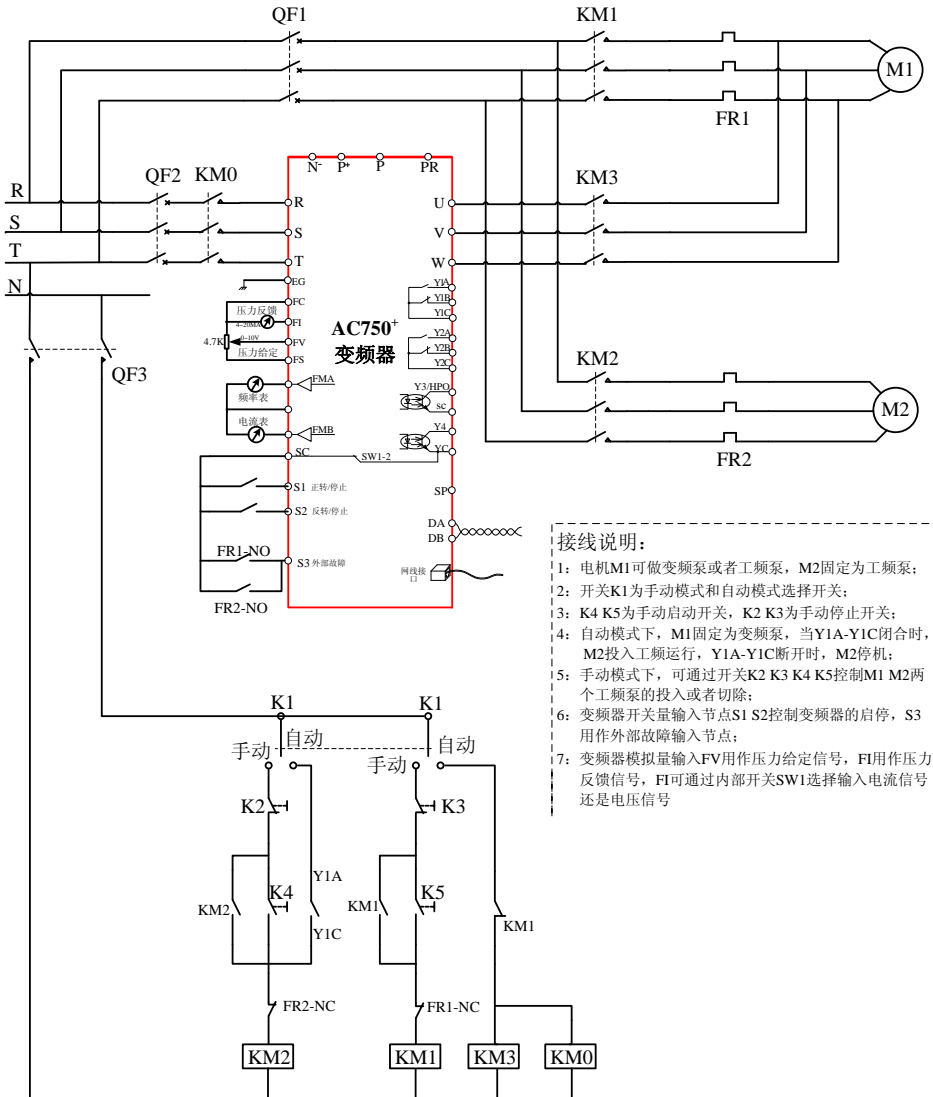 QF1
KM1
M1
FR1
N- P+ P PR
QF2 KM0
KM3
R
R
U
S
S
V
T
T
W
N
EG
FC
压力反馈
4~20MA
FI
4.7K
0~10V
FV
压力给定
FS
AC750+
变频器
Y1A
Y1B
Y1C
Y2A
Y2B
Y2C
QF3
KM2
M2
FR2
FMA
频率表
Y3/HPO
sc
电流表
FMB
Y4
YC
SC
SW1-2
S1 正转/停止
SP
S2 反转/停止
DA
DB
FR1-NO
S3 外部故障
网线接口
FR2-NO
接线说明：
1：电机M1可做变频泵或者工频泵，M2固定为工频泵；
2：开关K1为手动模式和自动模式选择开关；
3：K4 K5为手动启动开关，K2 K3为手动停止开关；
4：自动模式下，M1固定为变频泵，当Y1A-Y1C闭合时，
M2投入工频运行，Y1A-Y1C断开时，M2停机；
5：手动模式下，可通过开关K2 K3 K4 K5控制M1 M2两
个工频泵的投入或者切除；
6：变频器开关量输入节点S1 S2控制变频器的启停，S3
用作外部故障输入节点；
7：变频器模拟量输入FV用作压力给定信号，FI用作压力
反馈信号，FI可通过内部开关SW1选择输入电流信号
还是电压信号
K1 K1
手动 自动 手动 自动
K2 K3
Y1A
K4 K5
KM2 KM1
Y1C
KM1
FR2-NC FR1-NC
KM2 KM1 KM3 KM0